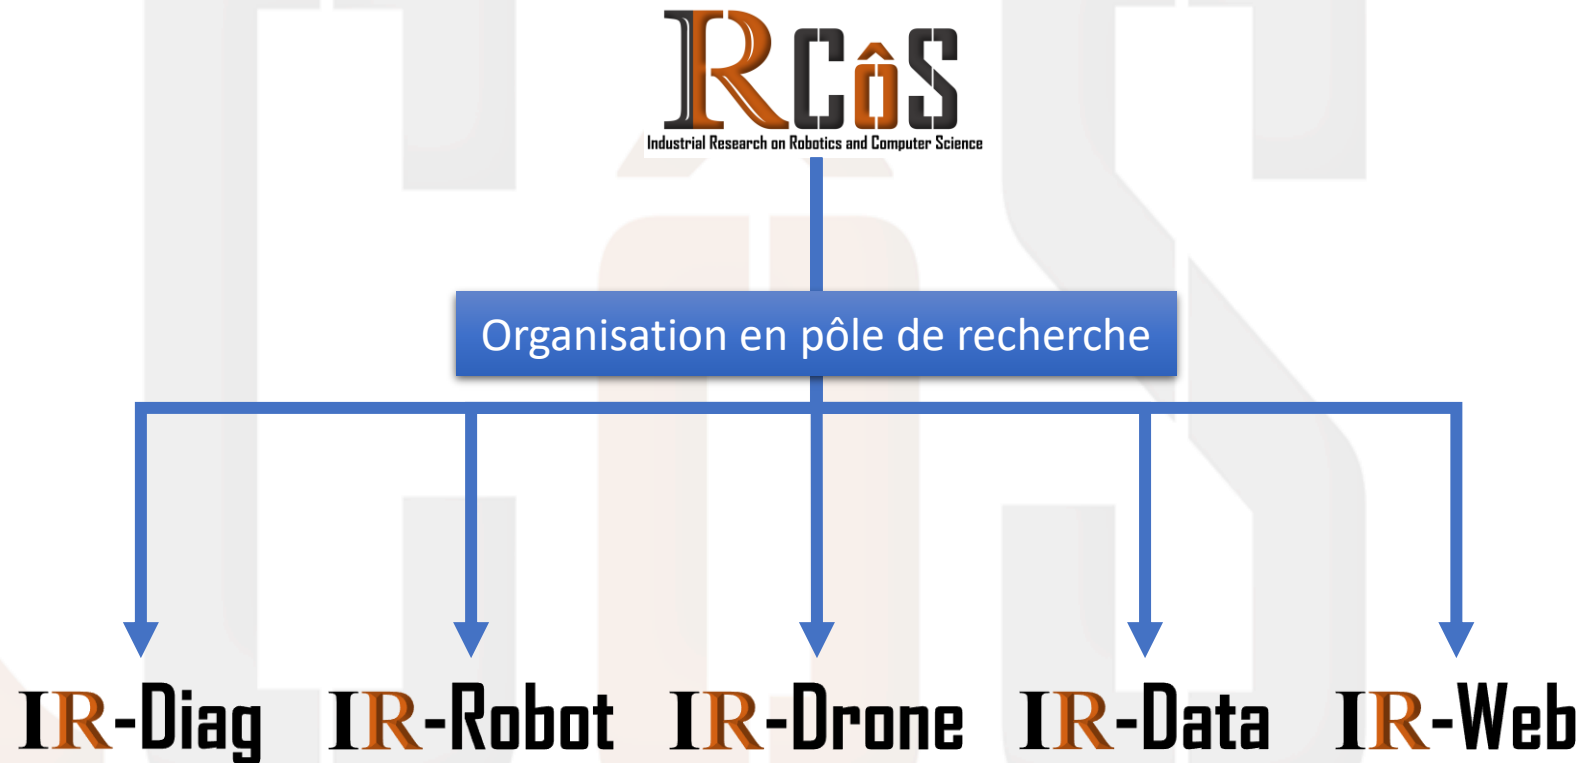 IRCôS
Industrial Research on Robotics and Computer Science
Organisation en pôle de recherche
IR-Diag IR-Robot IR-Drone IR-Data IR-Web